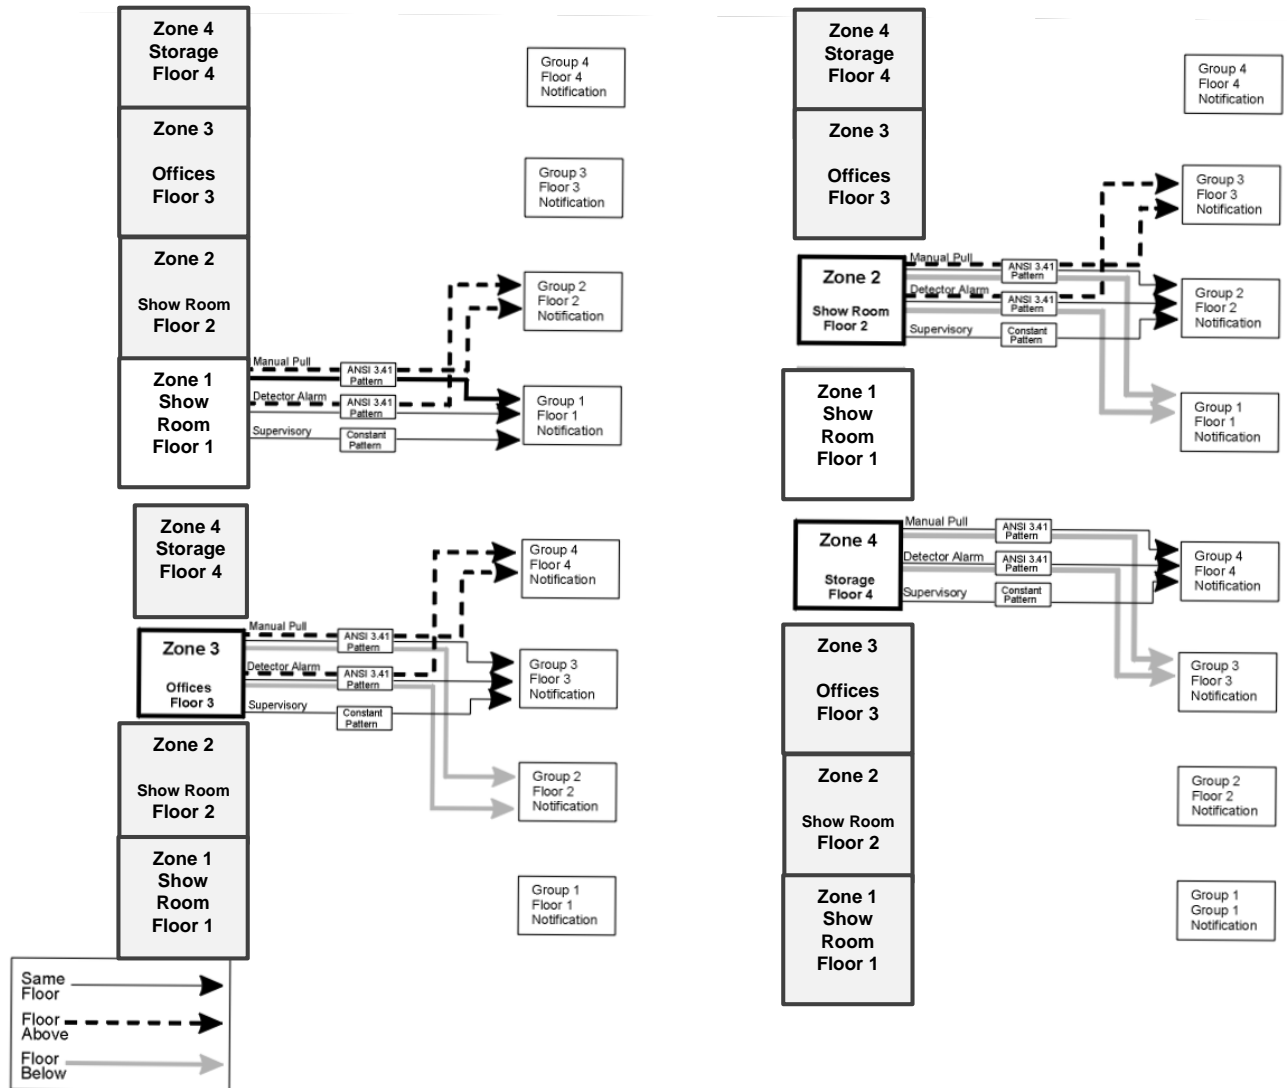 Zone 4
Storage
Floor 4
Zone 3
Offices
Floor 3
Zone 2
Show Room
Floor 2
Zone 1
Show
Room
Floor 1
Manual Pull
ANSI 3.41
Pattern
Detector Alarm
ANSI 3.41
Pattern
Supervisory
Constant
Pattern
Group 4
Floor 4
Notification
Group 3
Floor 3
Notification
Group 2
Floor 2
Notification
Group 1
Floor 1
Notification
Zone 4
Storage
Floor 4
Zone 3
Offices
Floor 3
Zone 2
Show Room
Floor 2
Zone 1
Show
Room
Floor 1
Manual Pull
ANSI 3.41
Pattern
Detector Alarm
ANSI 3.41
Pattern
Supervisory
Constant
Pattern
Group 4
Floor 4
Notification
Group 3
Floor 3
Notification
Group 2
Floor 2
Notification
Group 1
Floor 1
Notification
Zone 4
Storage
Floor 4
Zone 3
Offices
Floor 3
Zone 2
Show Room
Floor 2
Zone 1
Show
Room
Floor 1
Manual Pull
ANSI 3.41
Pattern
Detector Alarm
ANSI 3.41
Pattern
Supervisory
Constant
Pattern
Group 4
Floor 4
Notification
Group 3
Floor 3
Notification
Group 2
Floor 2
Notification
Group 1
Floor 1
Notification
Zone 4
Storage
Floor 4
Zone 3
Offices
Floor 3
Zone 2
Show Room
Floor 2
Zone 1
Show
Room
Floor 1
Manual Pull
ANSI 3.41
Pattern
Detector Alarm
ANSI 3.41
Pattern
Supervisory
Constant
Pattern
Group 4
Floor 4
Notification
Group 3
Floor 3
Notification
Group 2
Floor 2
Notification
Group 1
Group 1
Notification
Same
Floor
Floor
Above
Floor
Below